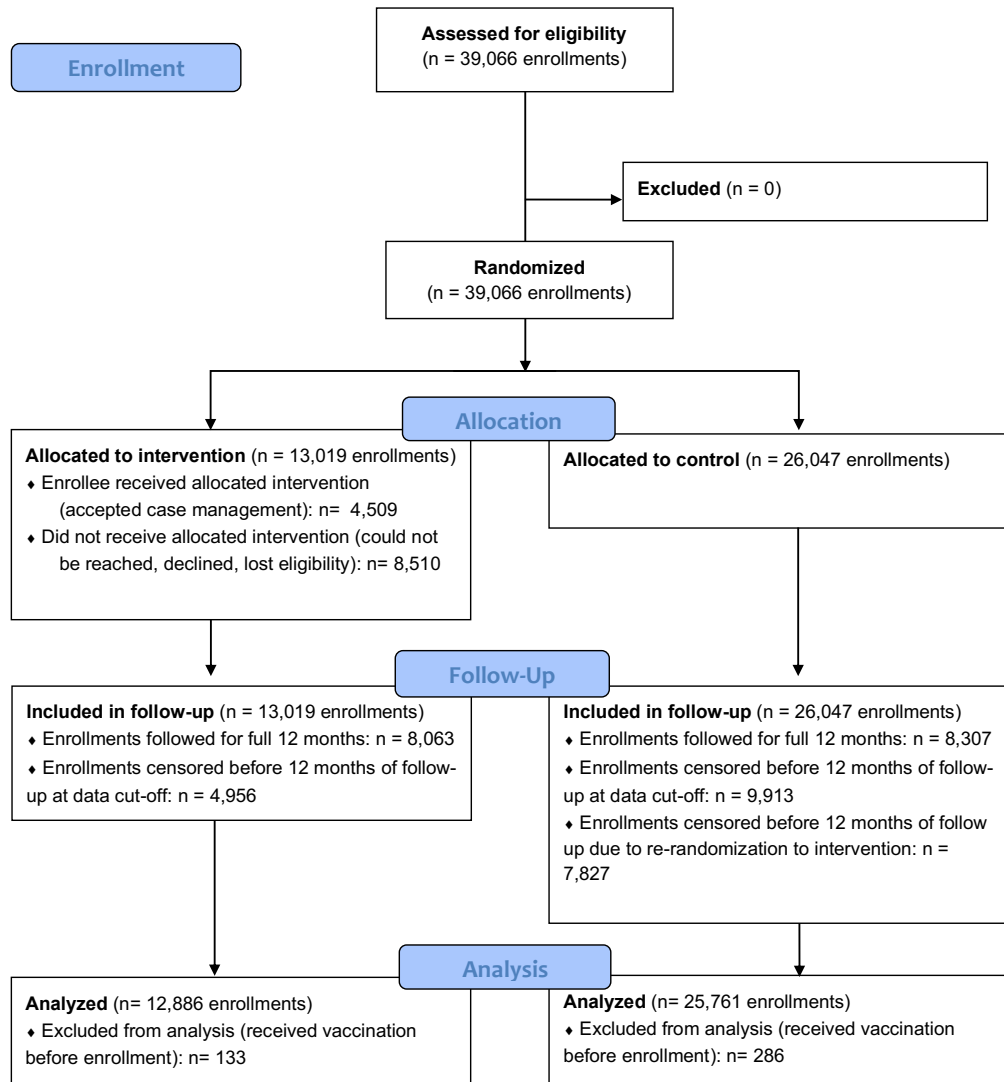 Assessed for eligibility
(n = 39,066 enrollments)
Enrollment
Excluded (n = 0)
Randomized
(n = 39,066 enrollments)
Allocation
Allocated to intervention (n = 13,019 enrollments)
♦ Enrollee received allocated intervention
(accepted case management): n= 4,509
♦ Did not receive allocated intervention (could not
be reached, declined, lost eligibility): n= 8,510
Allocated to control (n = 26,047 enrollments)
Follow-Up
Included in follow-up (n = 13,019 enrollments)
♦ Enrollments followed for full 12 months: n = 8,063
♦ Enrollments censored before 12 months of follow-
up at data cut-off: n = 4,956
Included in follow-up (n = 26,047 enrollments)
♦ Enrollments followed for full 12 months: n = 8,307
♦ Enrollments censored before 12 months of follow-
up at data cut-off: n = 9,913
♦ Enrollments censored before 12 months of follow
up due to re-randomization to intervention: n =
7,827
Analysis
Analyzed (n= 12,886 enrollments)
♦ Excluded from analysis (received vaccination
before enrollment): n= 133
Analyzed (n= 25,761 enrollments)
♦ Excluded from analysis (received vaccination
before enrollment): n= 286